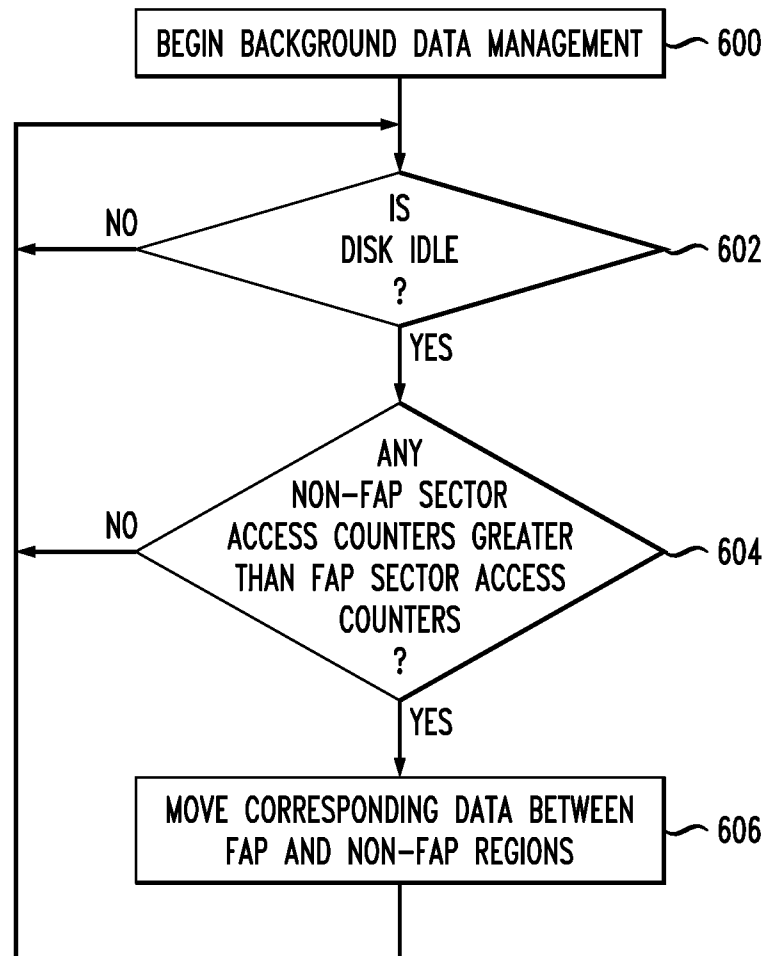 BEGIN BACKGROUND DATA MANAGEMENT
600
IS
DISK IDLE
?
NO
602
YES
ANY
NON-FAP SECTOR
ACCESS COUNTERS GREATER
THAN FAP SECTOR ACCESS
COUNTERS
?
NO
604
YES
MOVE CORRESPONDING DATA BETWEEN
FAP AND NON-FAP REGIONS
606